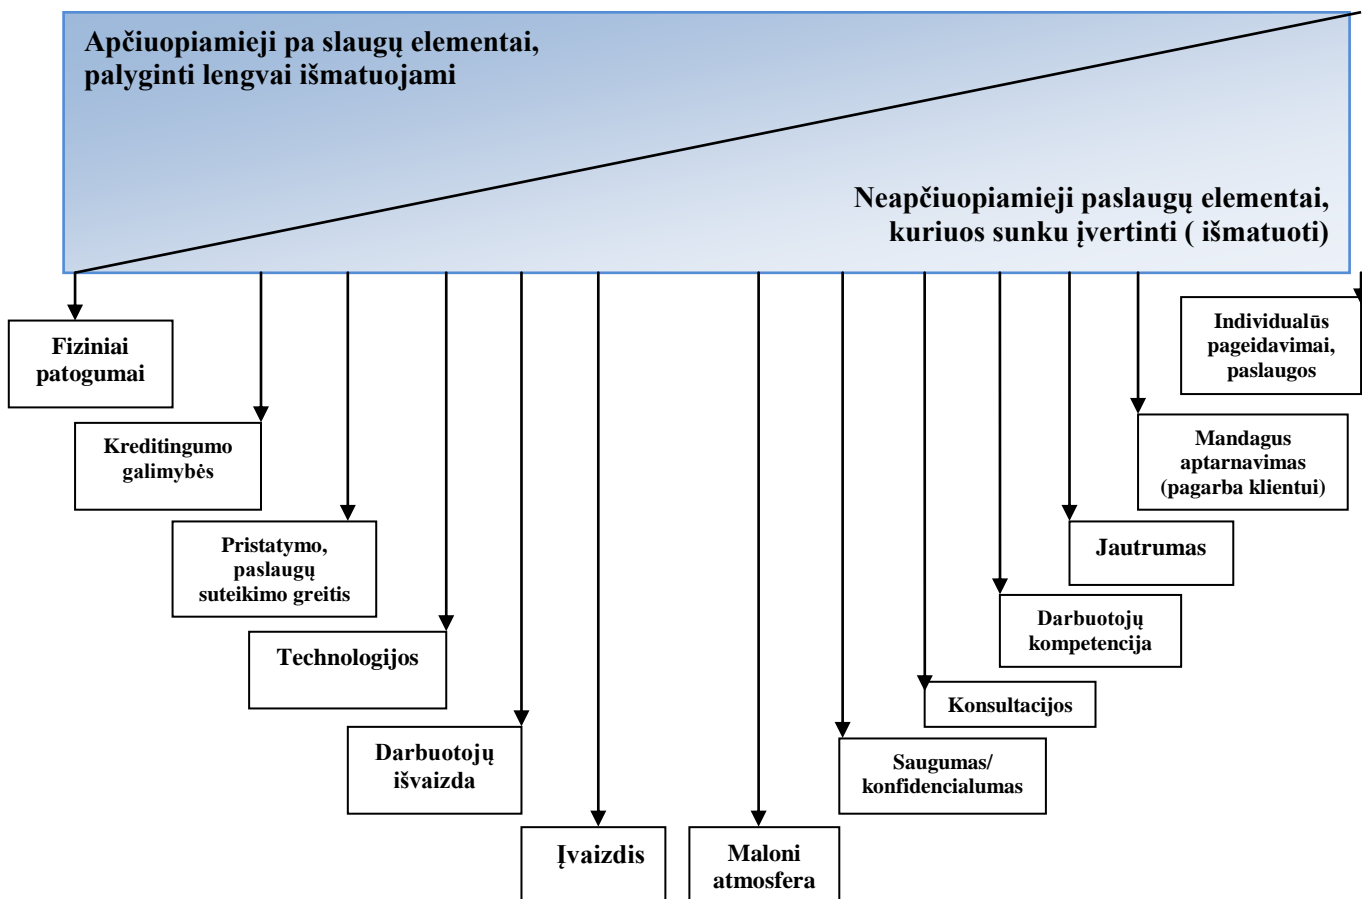 Apčiuopiamieji pa slaugų elementai,
palyginti lengvai išmatuojami
Neapčiuopiamieji paslaugų elementai,
kuriuos sunku įvertinti ( išmatuoti)
Fiziniai
patogumai
Kreditingumo
galimybės
Pristatymo,
paslaugų
suteikimo greitis
Technologijos
Darbuotojų
išvaizda
Įvaizdis
Maloni
atmosfera
Saugumas/
konfidencialumas
Konsultacijos
Darbuotojų
kompetencija
Jautrumas
Mandagus
aptarnavimas
(pagarba klientui)
Individualūs
pageidavimai,
paslaugos